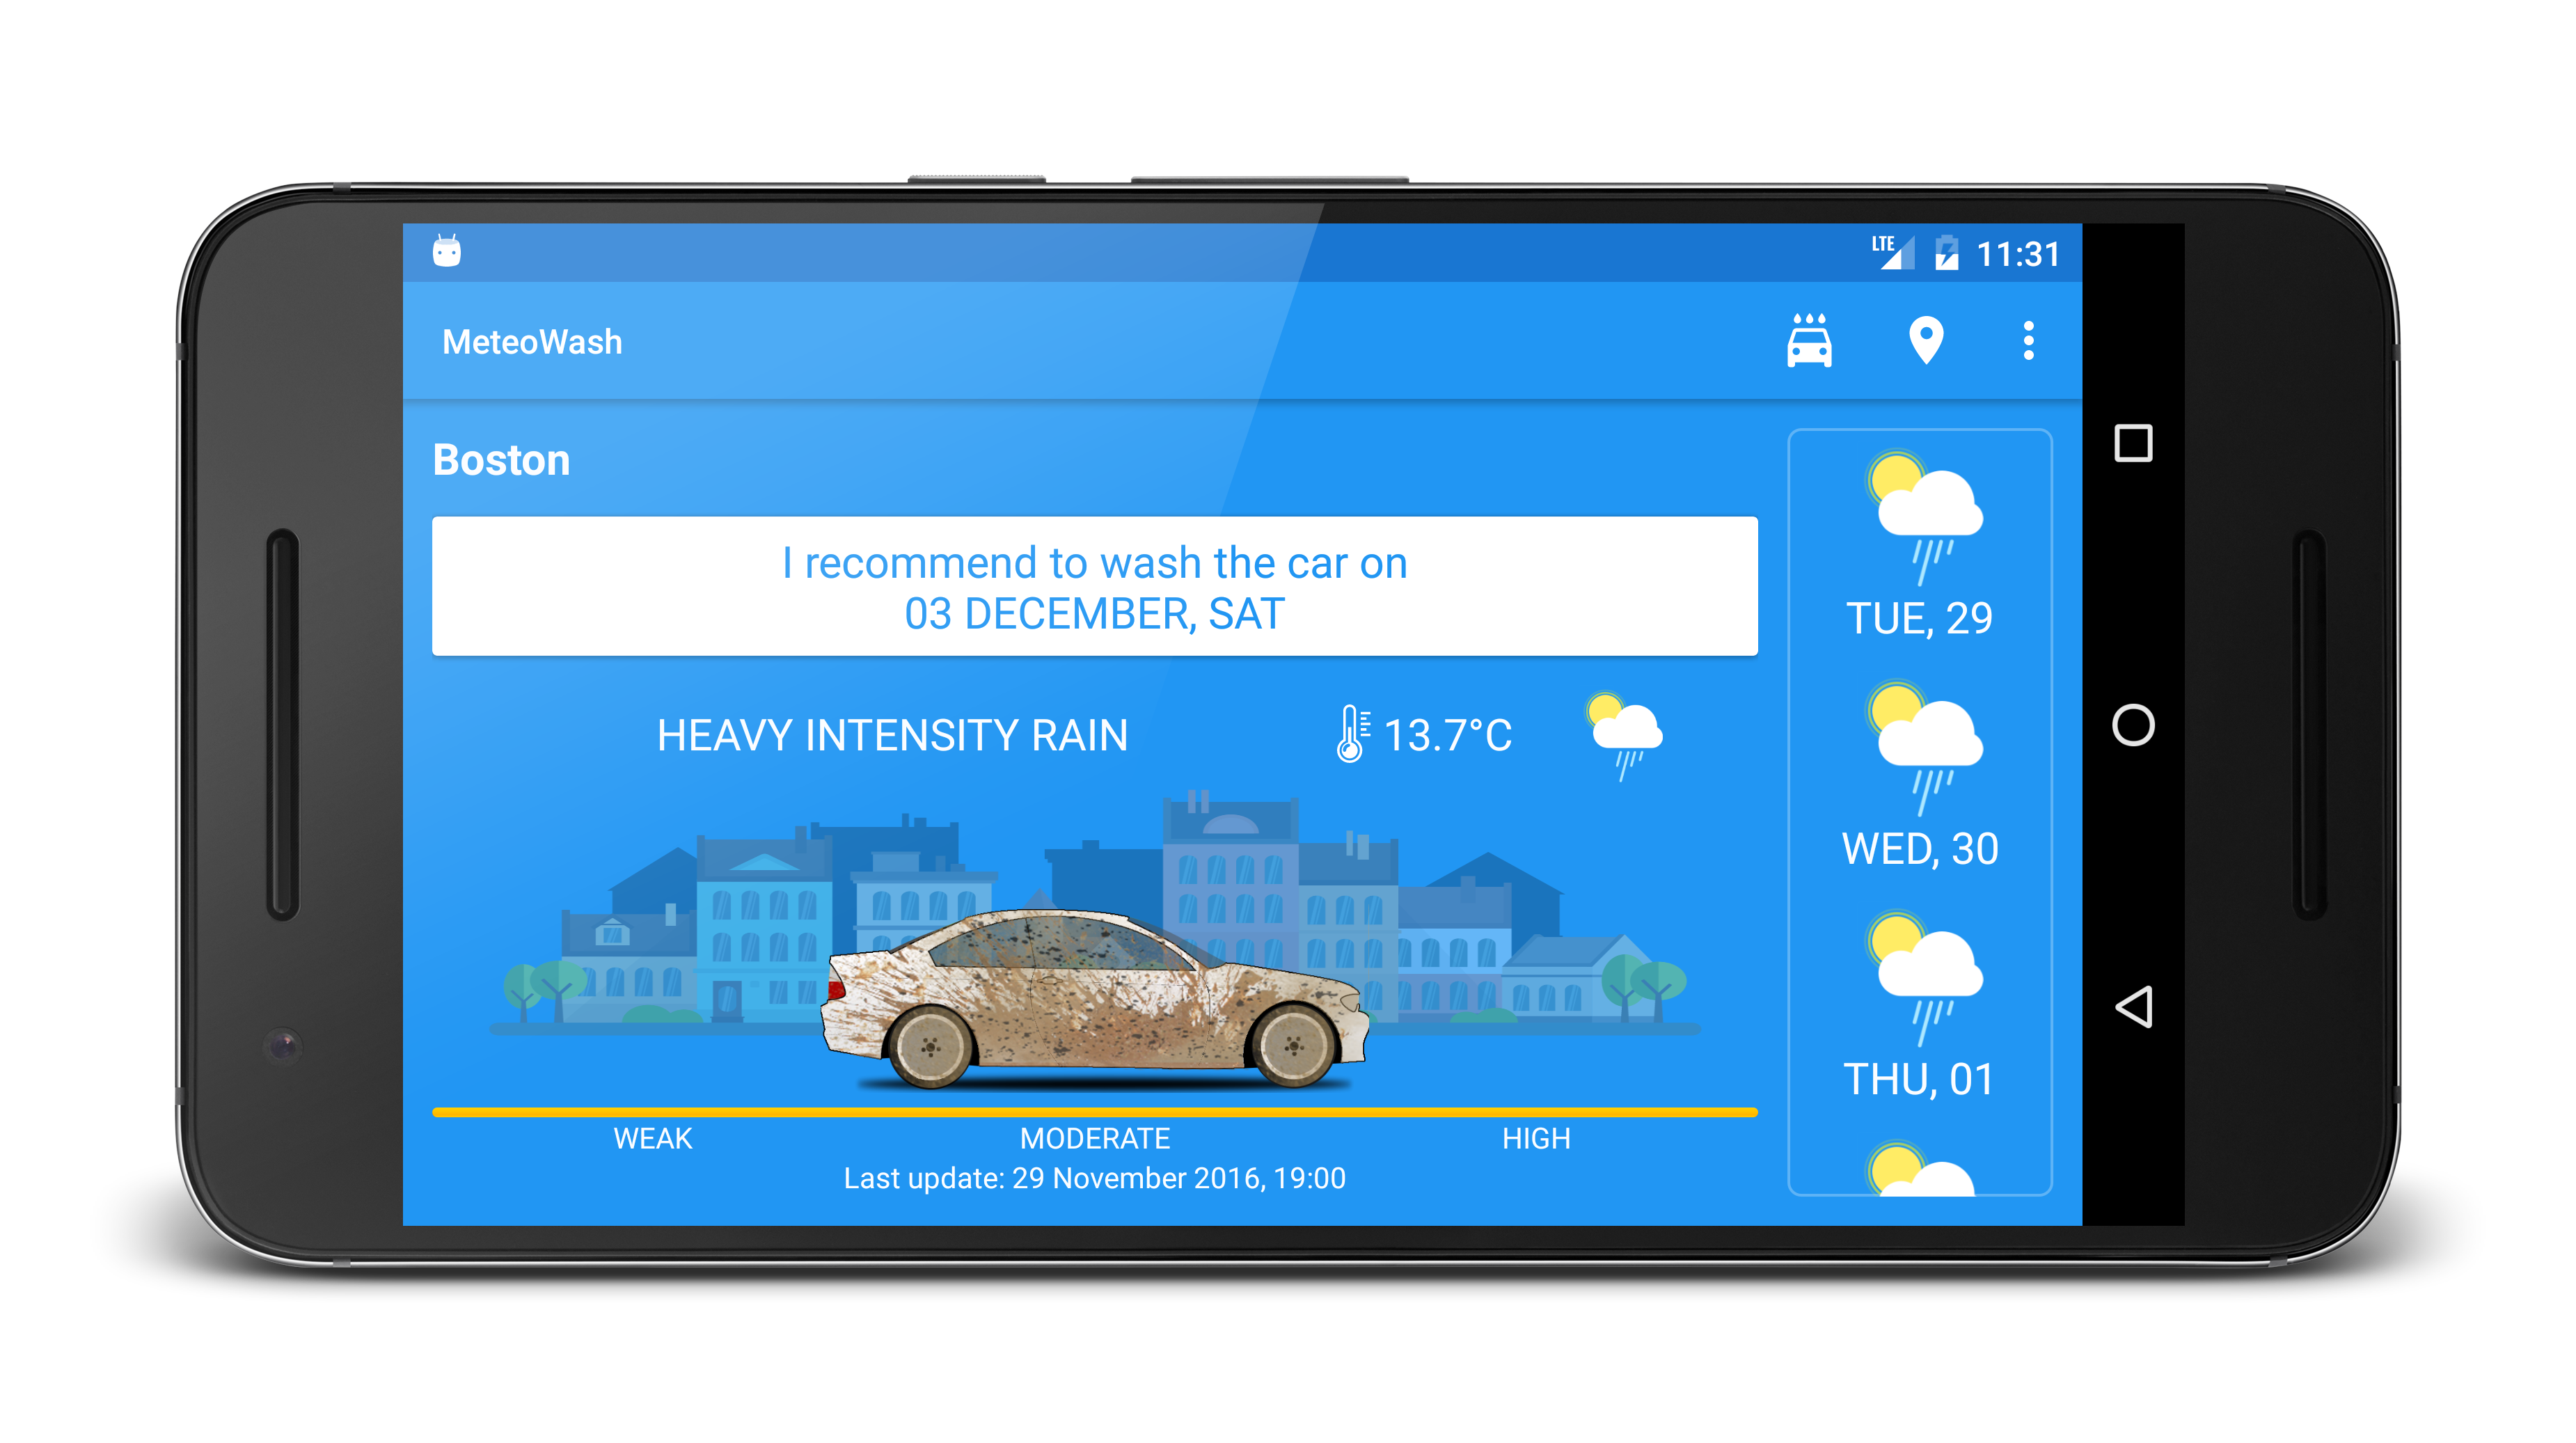 LTE 11:31
MeteoWash
Boston
I recommend to wash the car on
03 DECEMBER, SAT
HEAVY INTENSITY RAIN 13.7°C
WEAK MODERATE HIGH
Last update: 29 November 2016, 19:00
TUE, 29
WED, 30
THU, 01